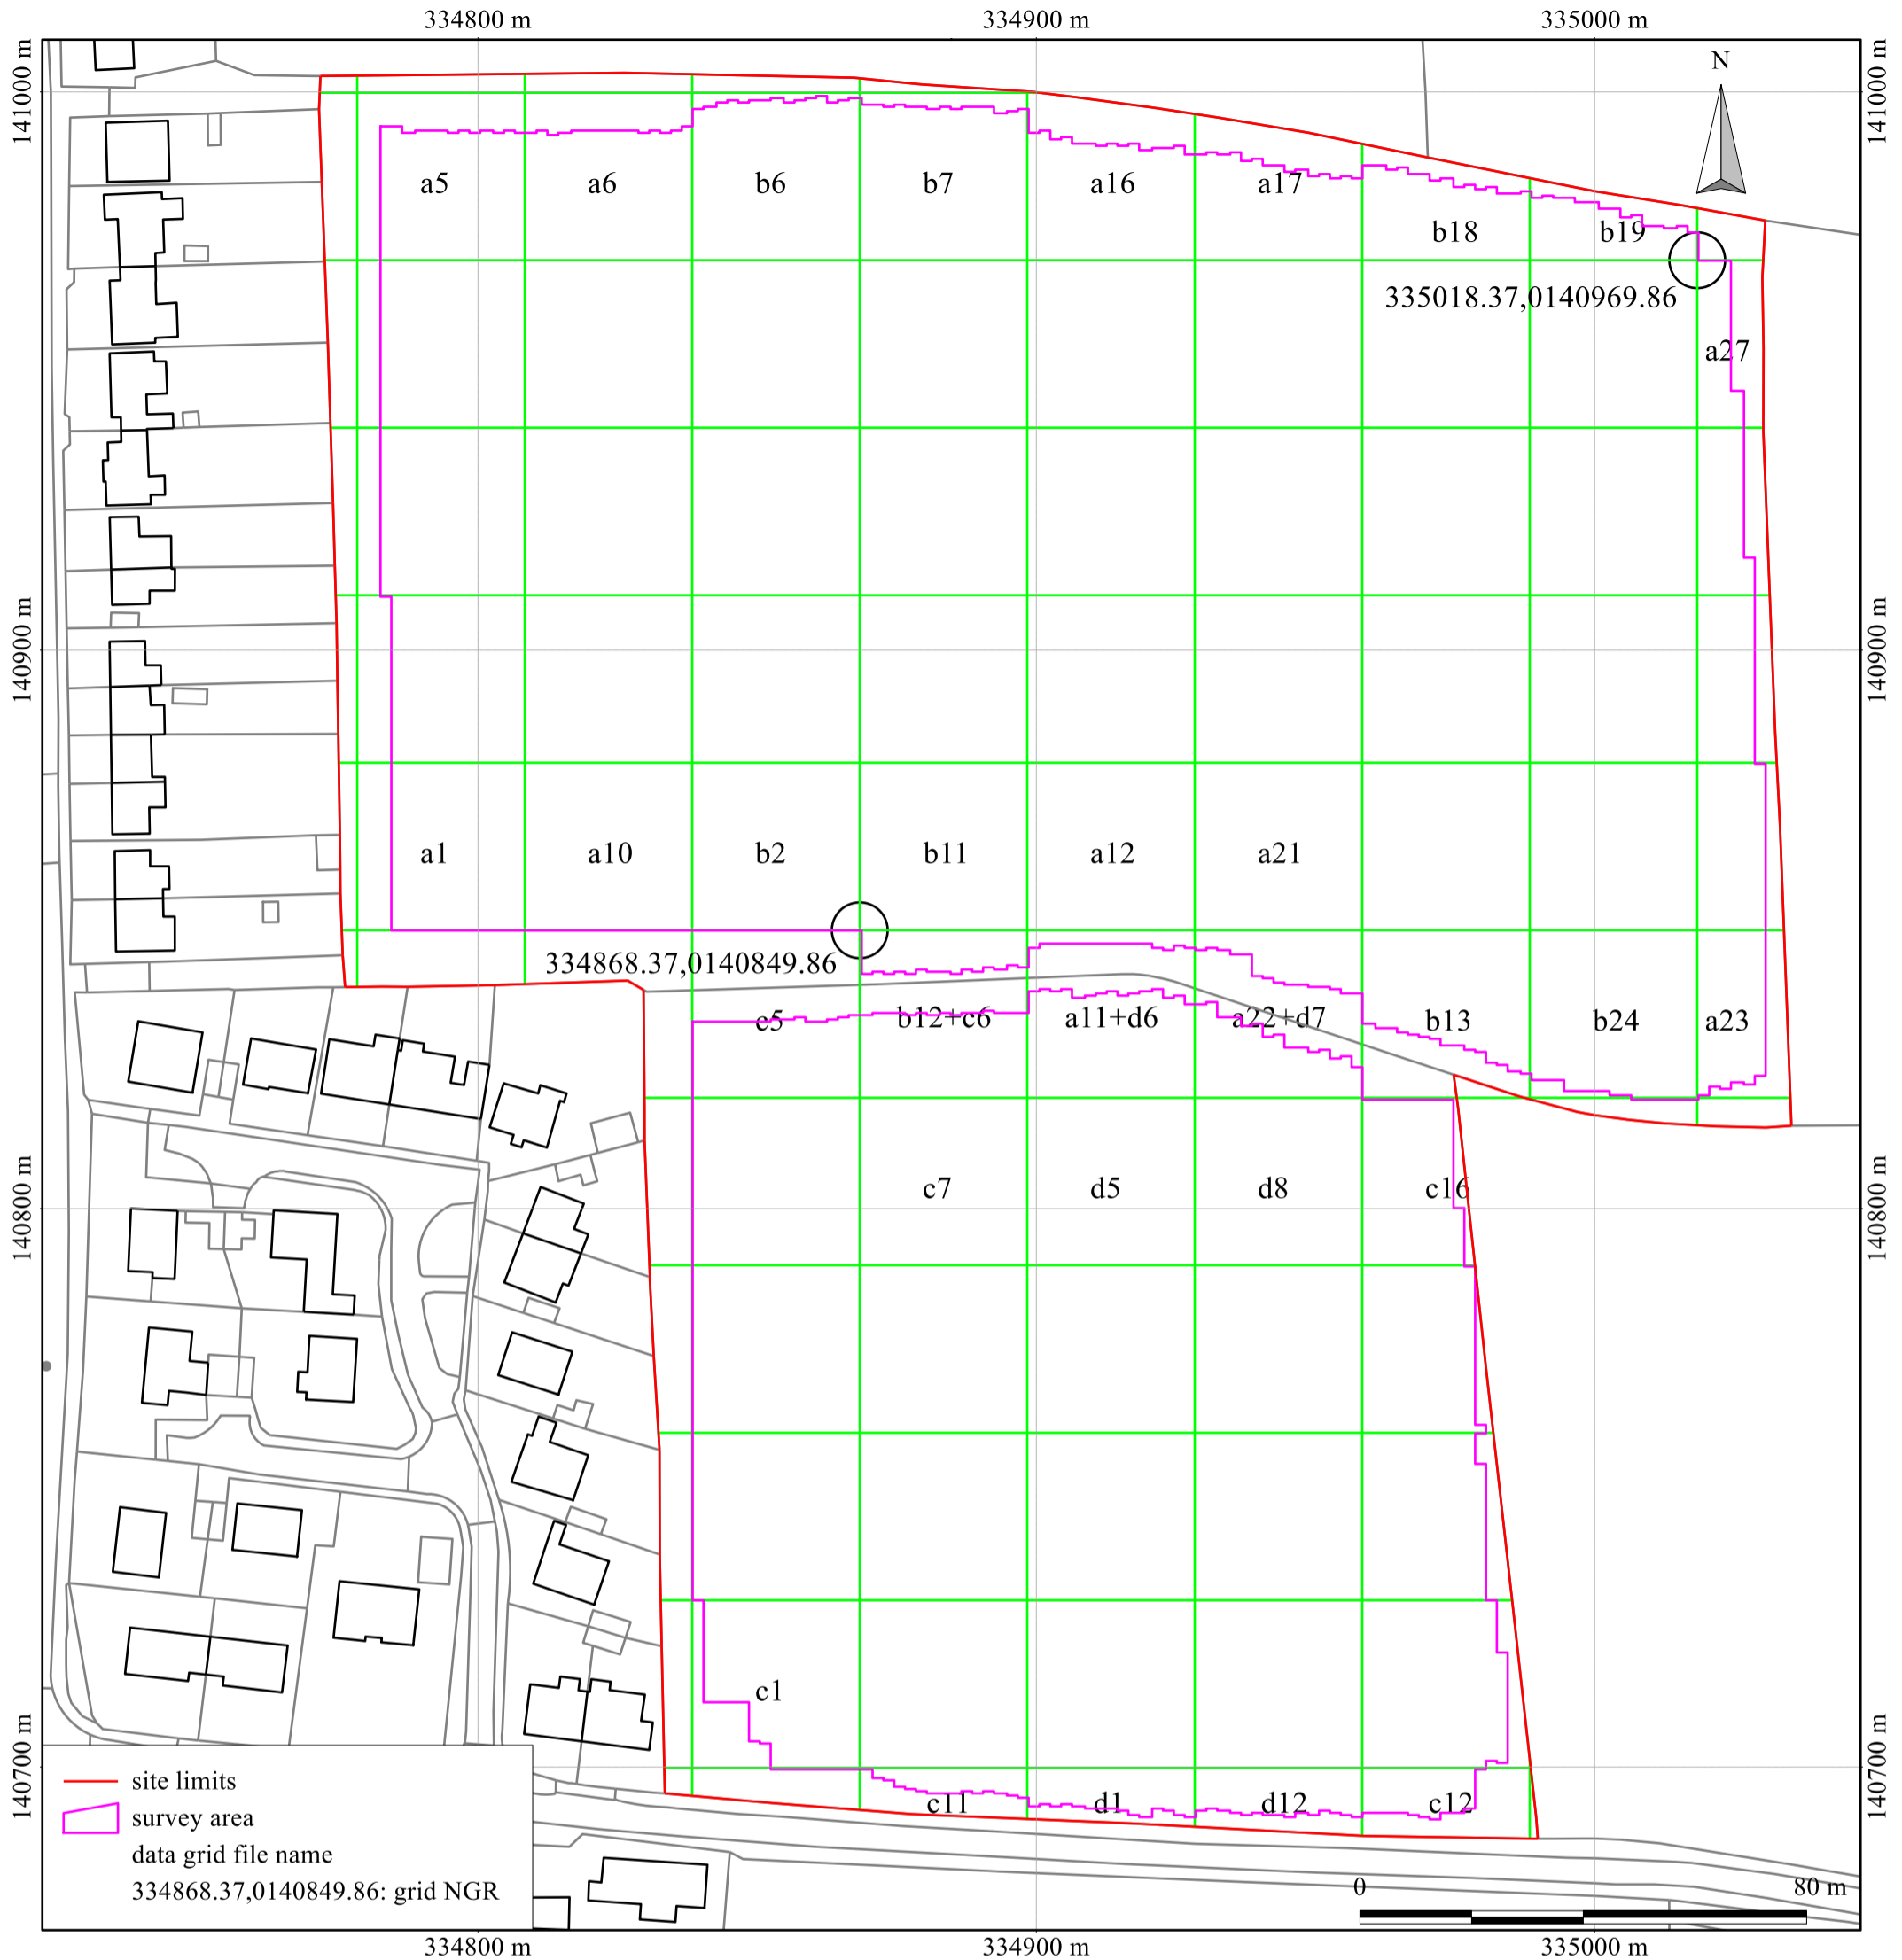 334800 m
334900 m
335000 m
141000 m
141000 m
N
a5
a6
b6
b7
a16
a17
b18
b19
335018.37,0140969.86
a27
140900 m
140900 m
a1
a10
b2
b11
a12
a21
334868.37,0140849.86
c5
b12+c6
a11+d6
a22+d7
b13
b24
a23
140800 m
140800 m
c7
d5
d8
c16
c1
140700 m
140700 m
c11
d1
d12
c12
site limits
survey area
data grid file name
334868.37,0140849.86: grid NGR
0
80 m
334800 m
334900 m
335000 m